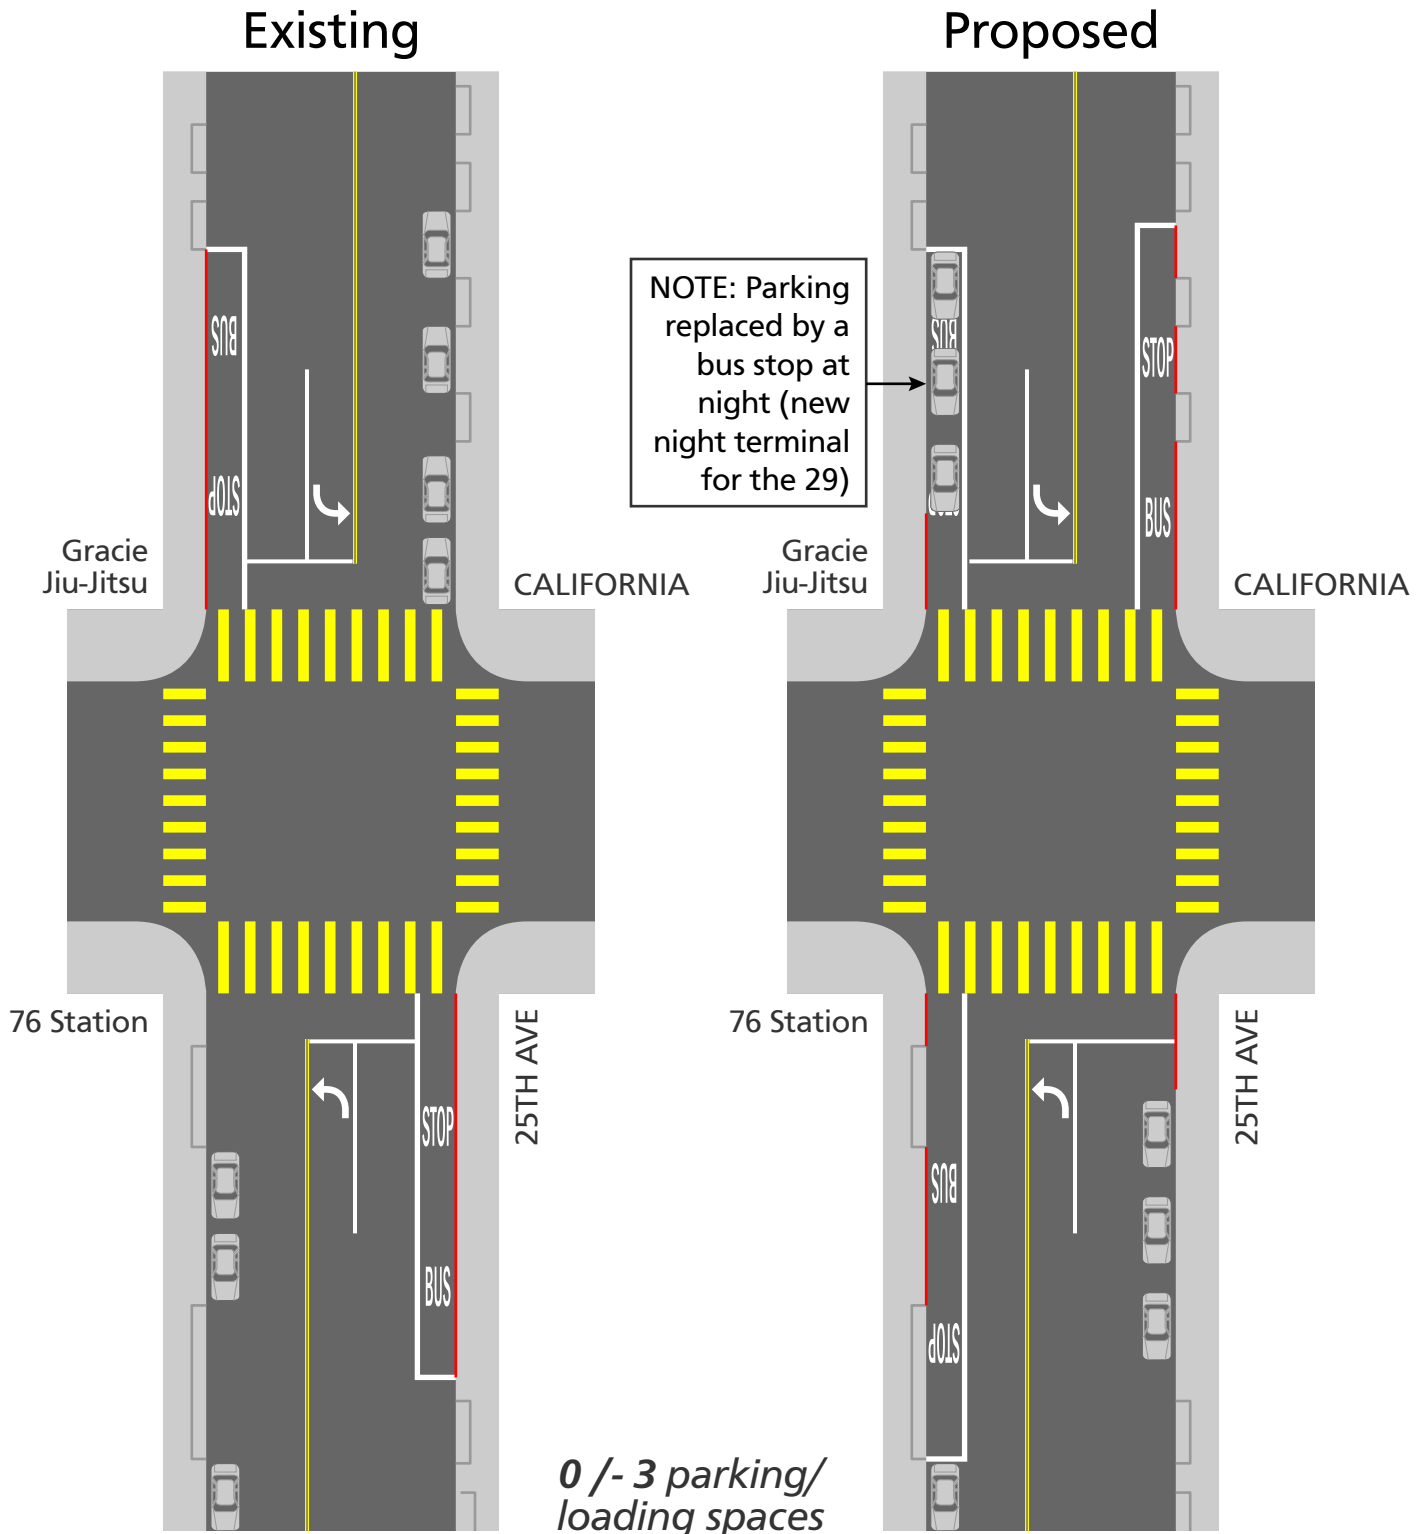 Existing
Proposed
BUS
STOP
Gracie
Jiu-Jitsu
CALIFORNIA
76 Station
25TH AVE
STOP
BUS
NOTE: Parking
replaced by a
bus stop at
night (new
night terminal
for the 29)
BUS
STOP
STOP
BUS
Gracie
Jiu-Jitsu
CALIFORNIA
76 Station
25TH AVE
BUS
STOP
0 /- 3 parking/
loading spaces